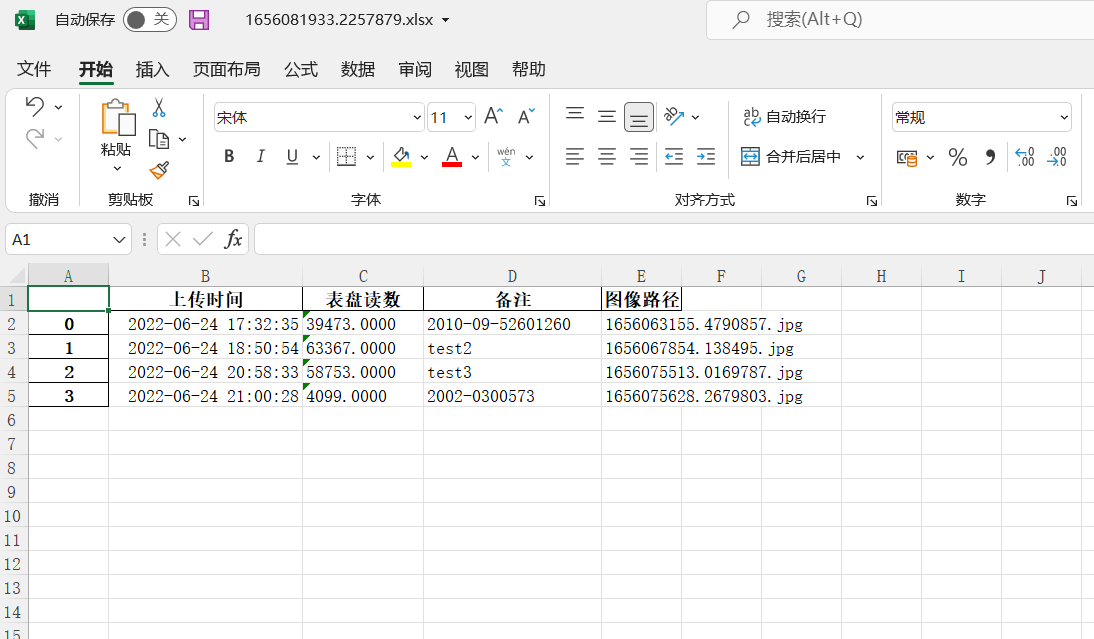 自动保存 关 1656081933.2257879.xlsx 搜索(Alt+Q)
文件 开始 插入 页面布局 公式 数据 审阅 视图 帮助
宋体 11 自动换行 常规
粘贴 B I U A wén 文 合并后居中
撤消 剪贴板 字体 对齐方式 数字
A1 fx
A B C D E F G H I J
1 上传时间 表盘读数 备注 图像路径
2 0 2022-06-24 17:32:35 39473.0000 2010-09-52601260 1656063155.4790857.jpg
3 1 2022-06-24 18:50:54 63367.0000 test2 1656067854.138495.jpg
4 2 2022-06-24 20:58:33 58753.0000 test3 1656075513.0169787.jpg
5 3 2022-06-24 21:00:28 4099.0000 2002-0300573 1656075628.2679803.jpg
6
7
8
9
10
11
12
13
14
15